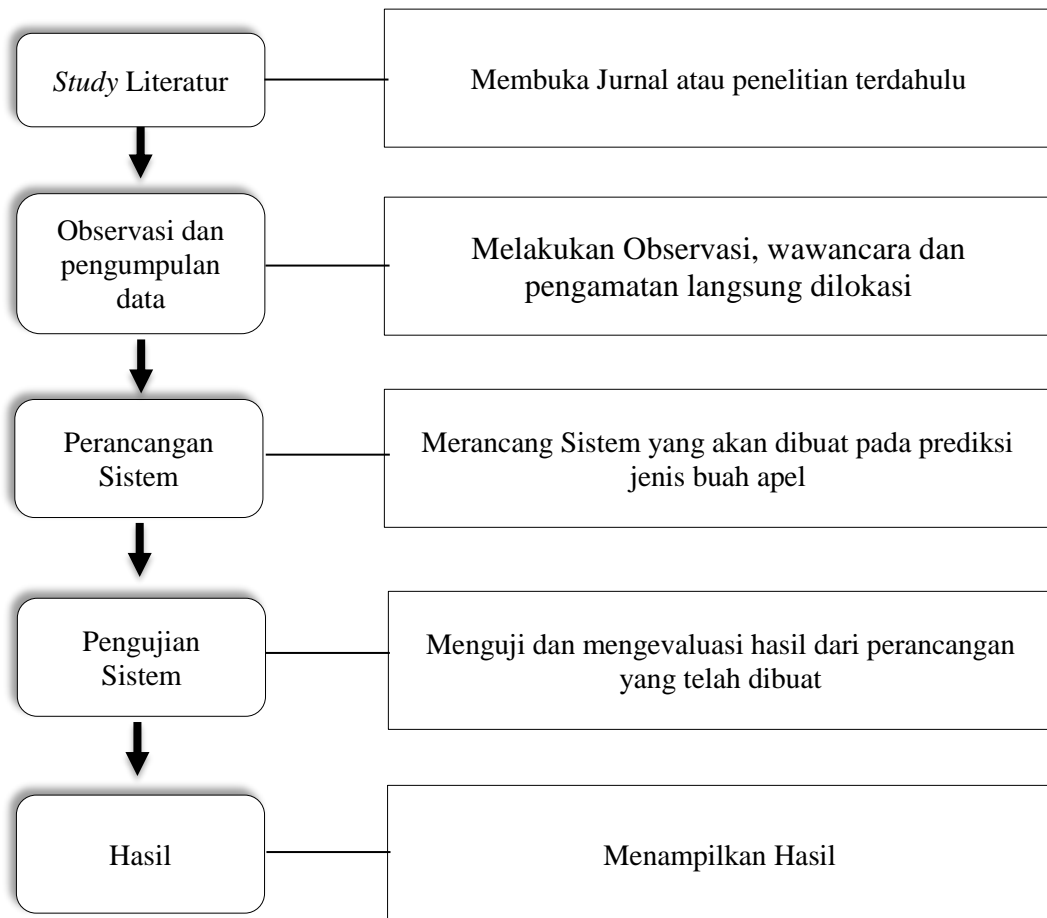 Study Literatur
Membuka Jurnal atau penelitian terdahulu
Observasi dan
pengumpulan
data
Melakukan Observasi, wawancara dan
pengamatan langsung dilokasi
Perancangan
Sistem
Merancang Sistem yang akan dibuat pada prediksi
jenis buah apel
Pengujian
Sistem
Menguji dan mengevaluasi hasil dari perancangan
yang telah dibuat
Hasil
Menampilkan Hasil